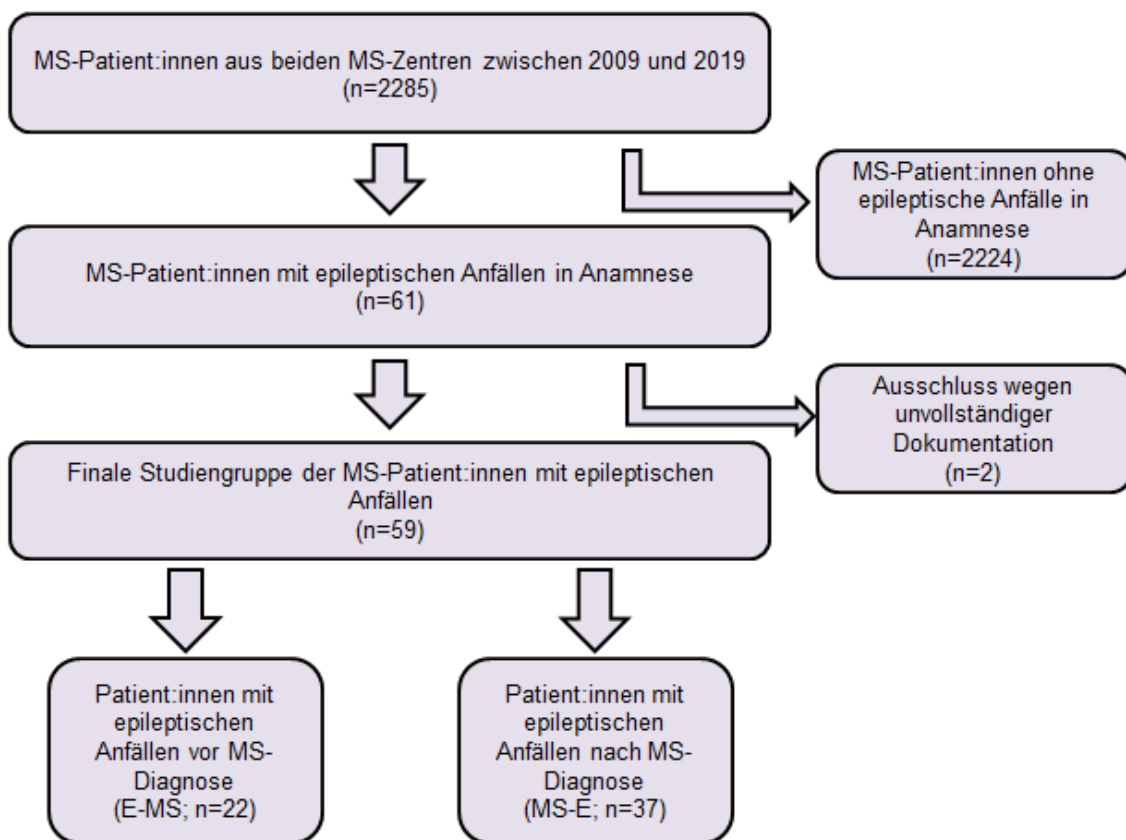 MS-Patient:innen aus beiden MS-Zentren zwischen 2009 und 2019
(n=2285)
MS-Patient:innen ohne
epileptische Anfälle in
Anamnese
(n=2224)
MS-Patient:innen mit epileptischen Anfällen in Anamnese
(n=61)
Ausschluss wegen
unvollständiger
Dokumentation
(n=2)
Finale Studiengruppe der MS-Patient:innen mit epileptischen
Anfällen
(n=59)
Patient:innen mit
epileptischen
Anfällen vor MS-
Diagnose
(E-MS; n=22)
Patient:innen mit
epileptischen
Anfällen nach MS-
Diagnose
(MS-E; n=37)